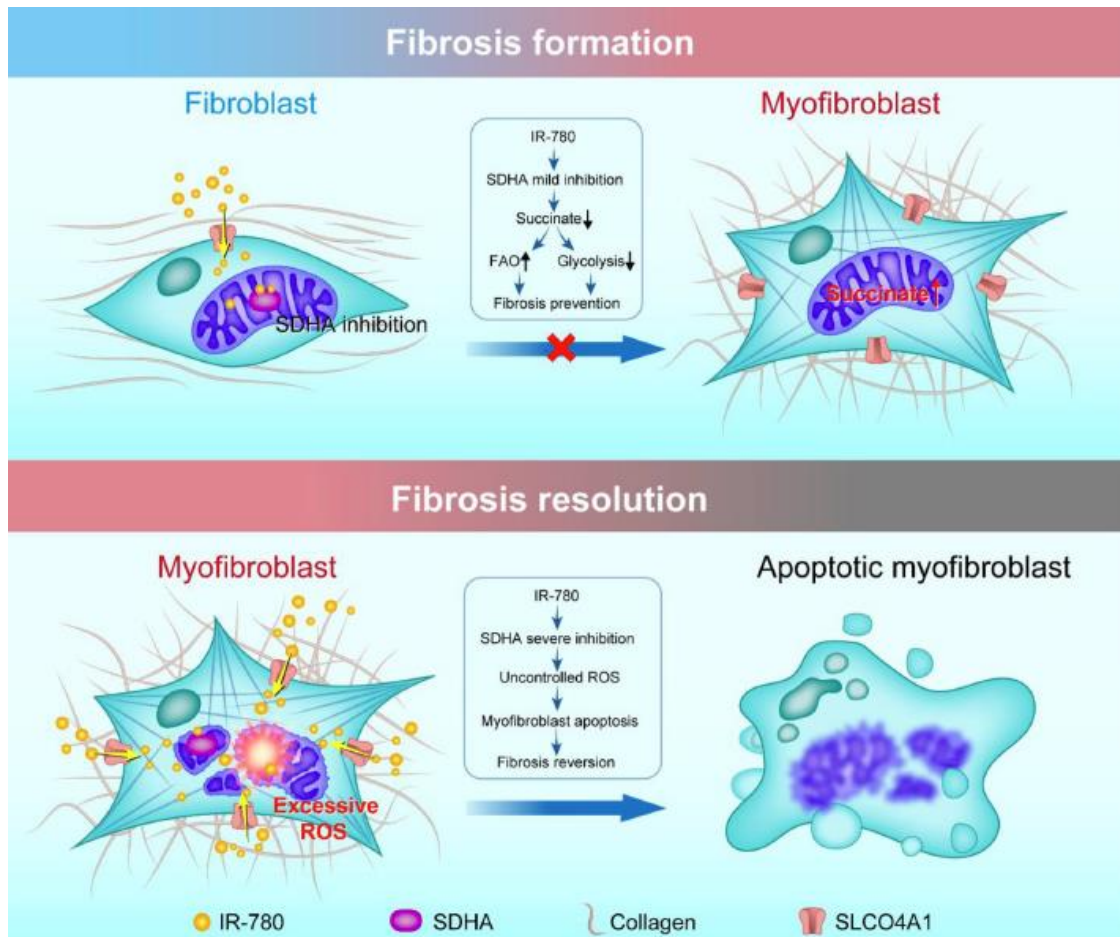 Fibrosis formation
Fibroblast
Myofibroblast
IR-780
SDHA mild inhibition
Succinate↓
FAO↑ Glycolysis↓
Fibrosis prevention
SDHA inhibition
Succinate↑
Fibrosis resolution
Myofibroblast
Apoptotic myofibroblast
IR-780
SDHA severe inhibition
Uncontrolled ROS
Myofibroblast apoptosis
Fibrosis reversion
Excessive
ROS
IR-780 SDHA Collagen SLCO4A1